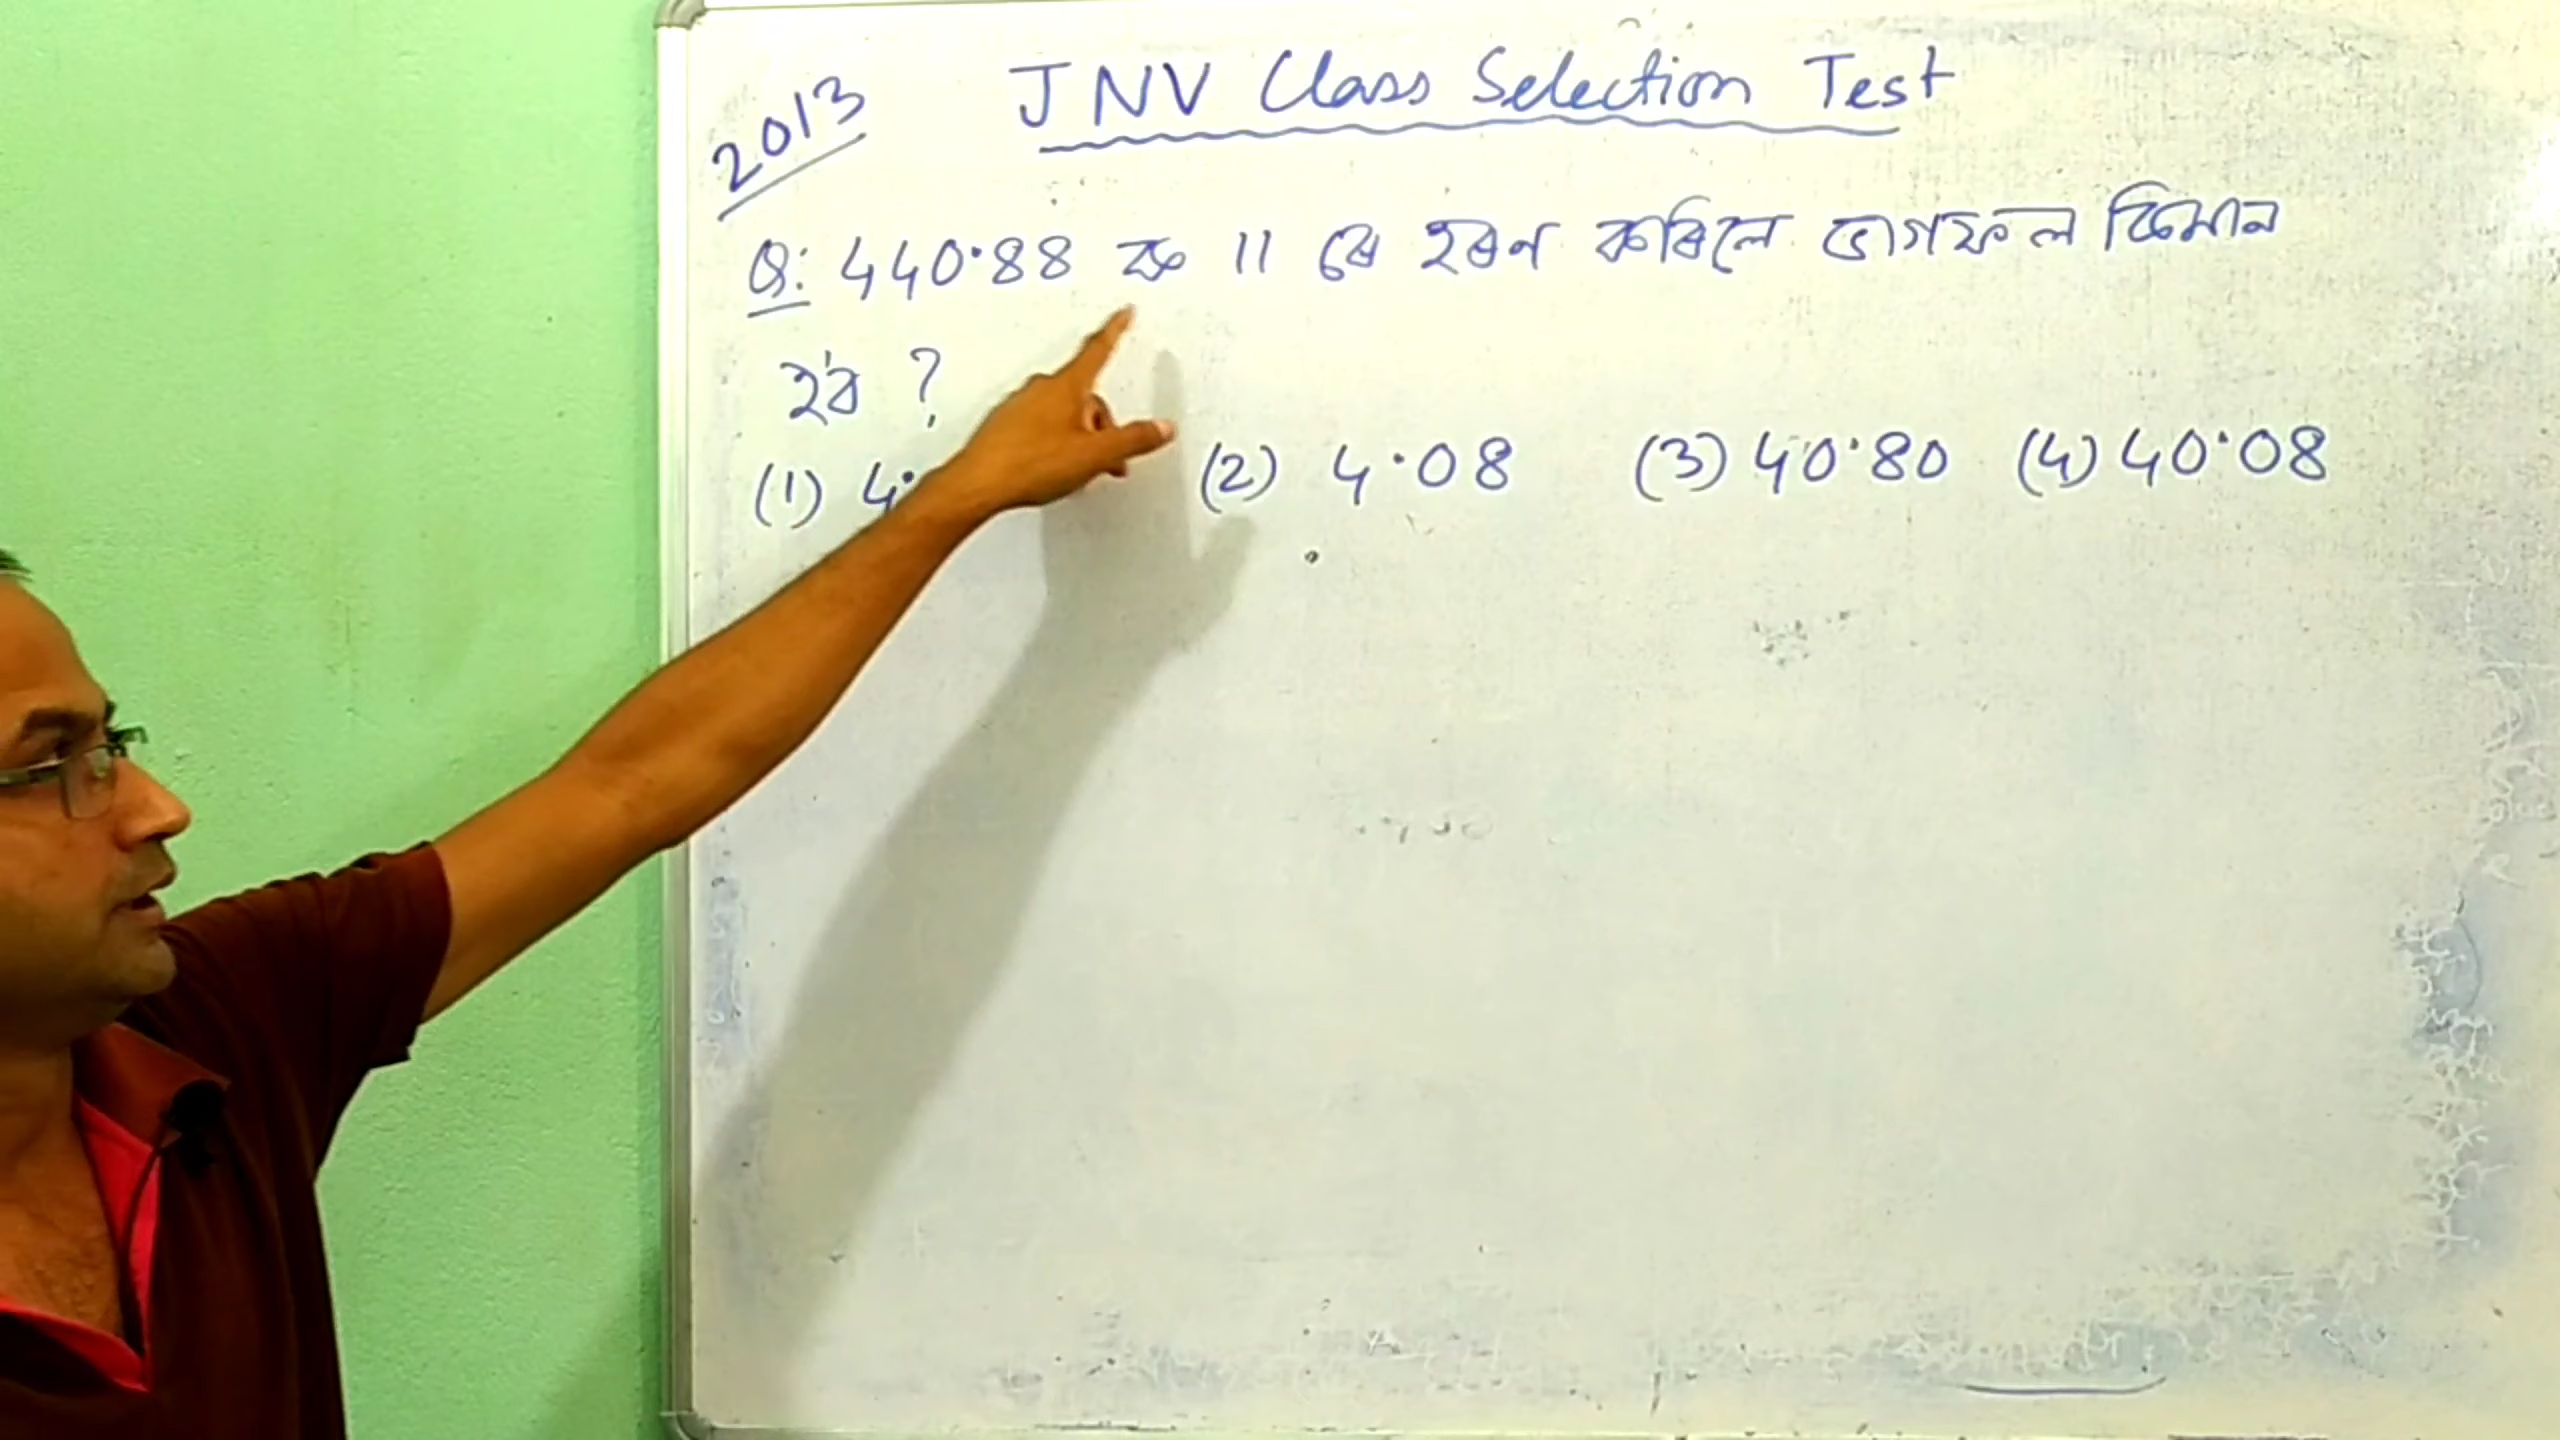 2013 JNV Class Selection Test
Q: 440.88 ক 11 ৰে হৰণ কৰিলে ভাগফল কিমান
হ'ব ?
(1) 4. (2) 4.08 (3) 40.80 (4) 40.08